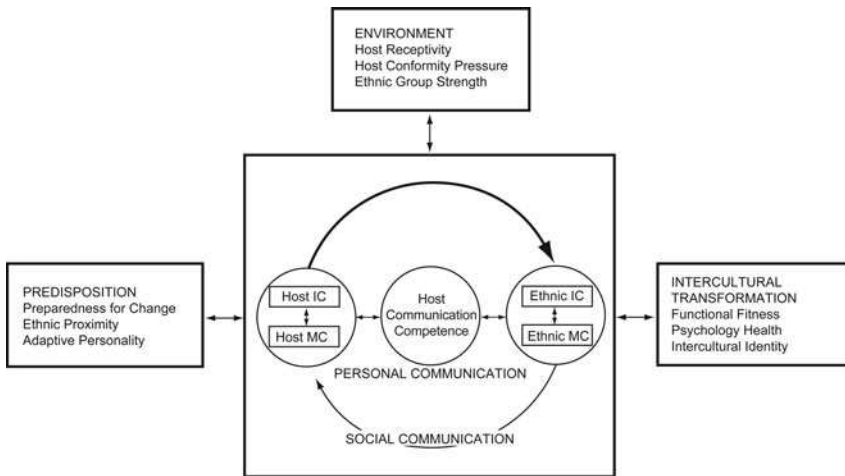 ENVIRONMENT
Host Receptivity
Host Conformity Pressure
Ethnic Group Strength
PREDISPOSITION
Preparedness for Change
Ethnic Proximity
Adaptive Personality
Host IC
Host MC
Host
Communication
Competence
Ethnic IC
Ethnic MC
PERSONAL COMMUNICATION
SOCIAL COMMUNICATION
INTERCULTURAL
TRANSFORMATION
Functional Fitness
Psychology Health
Intercultural Identity